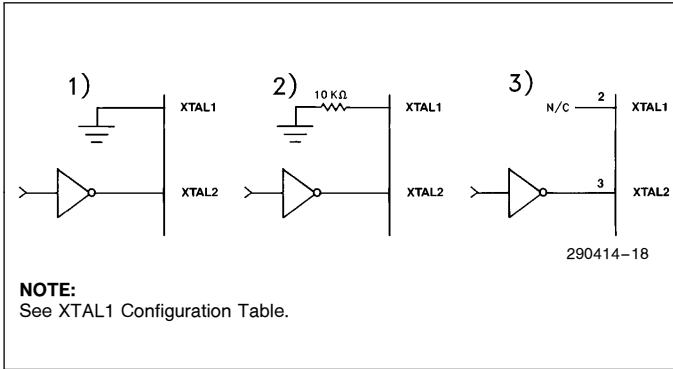 1)
XTAL1
XTAL2
2)
10 KΩ
XTAL1
XTAL2
3)
N/C
2
XTAL1
3
XTAL2
290414–18
NOTE:
See XTAL1 Configuration Table.